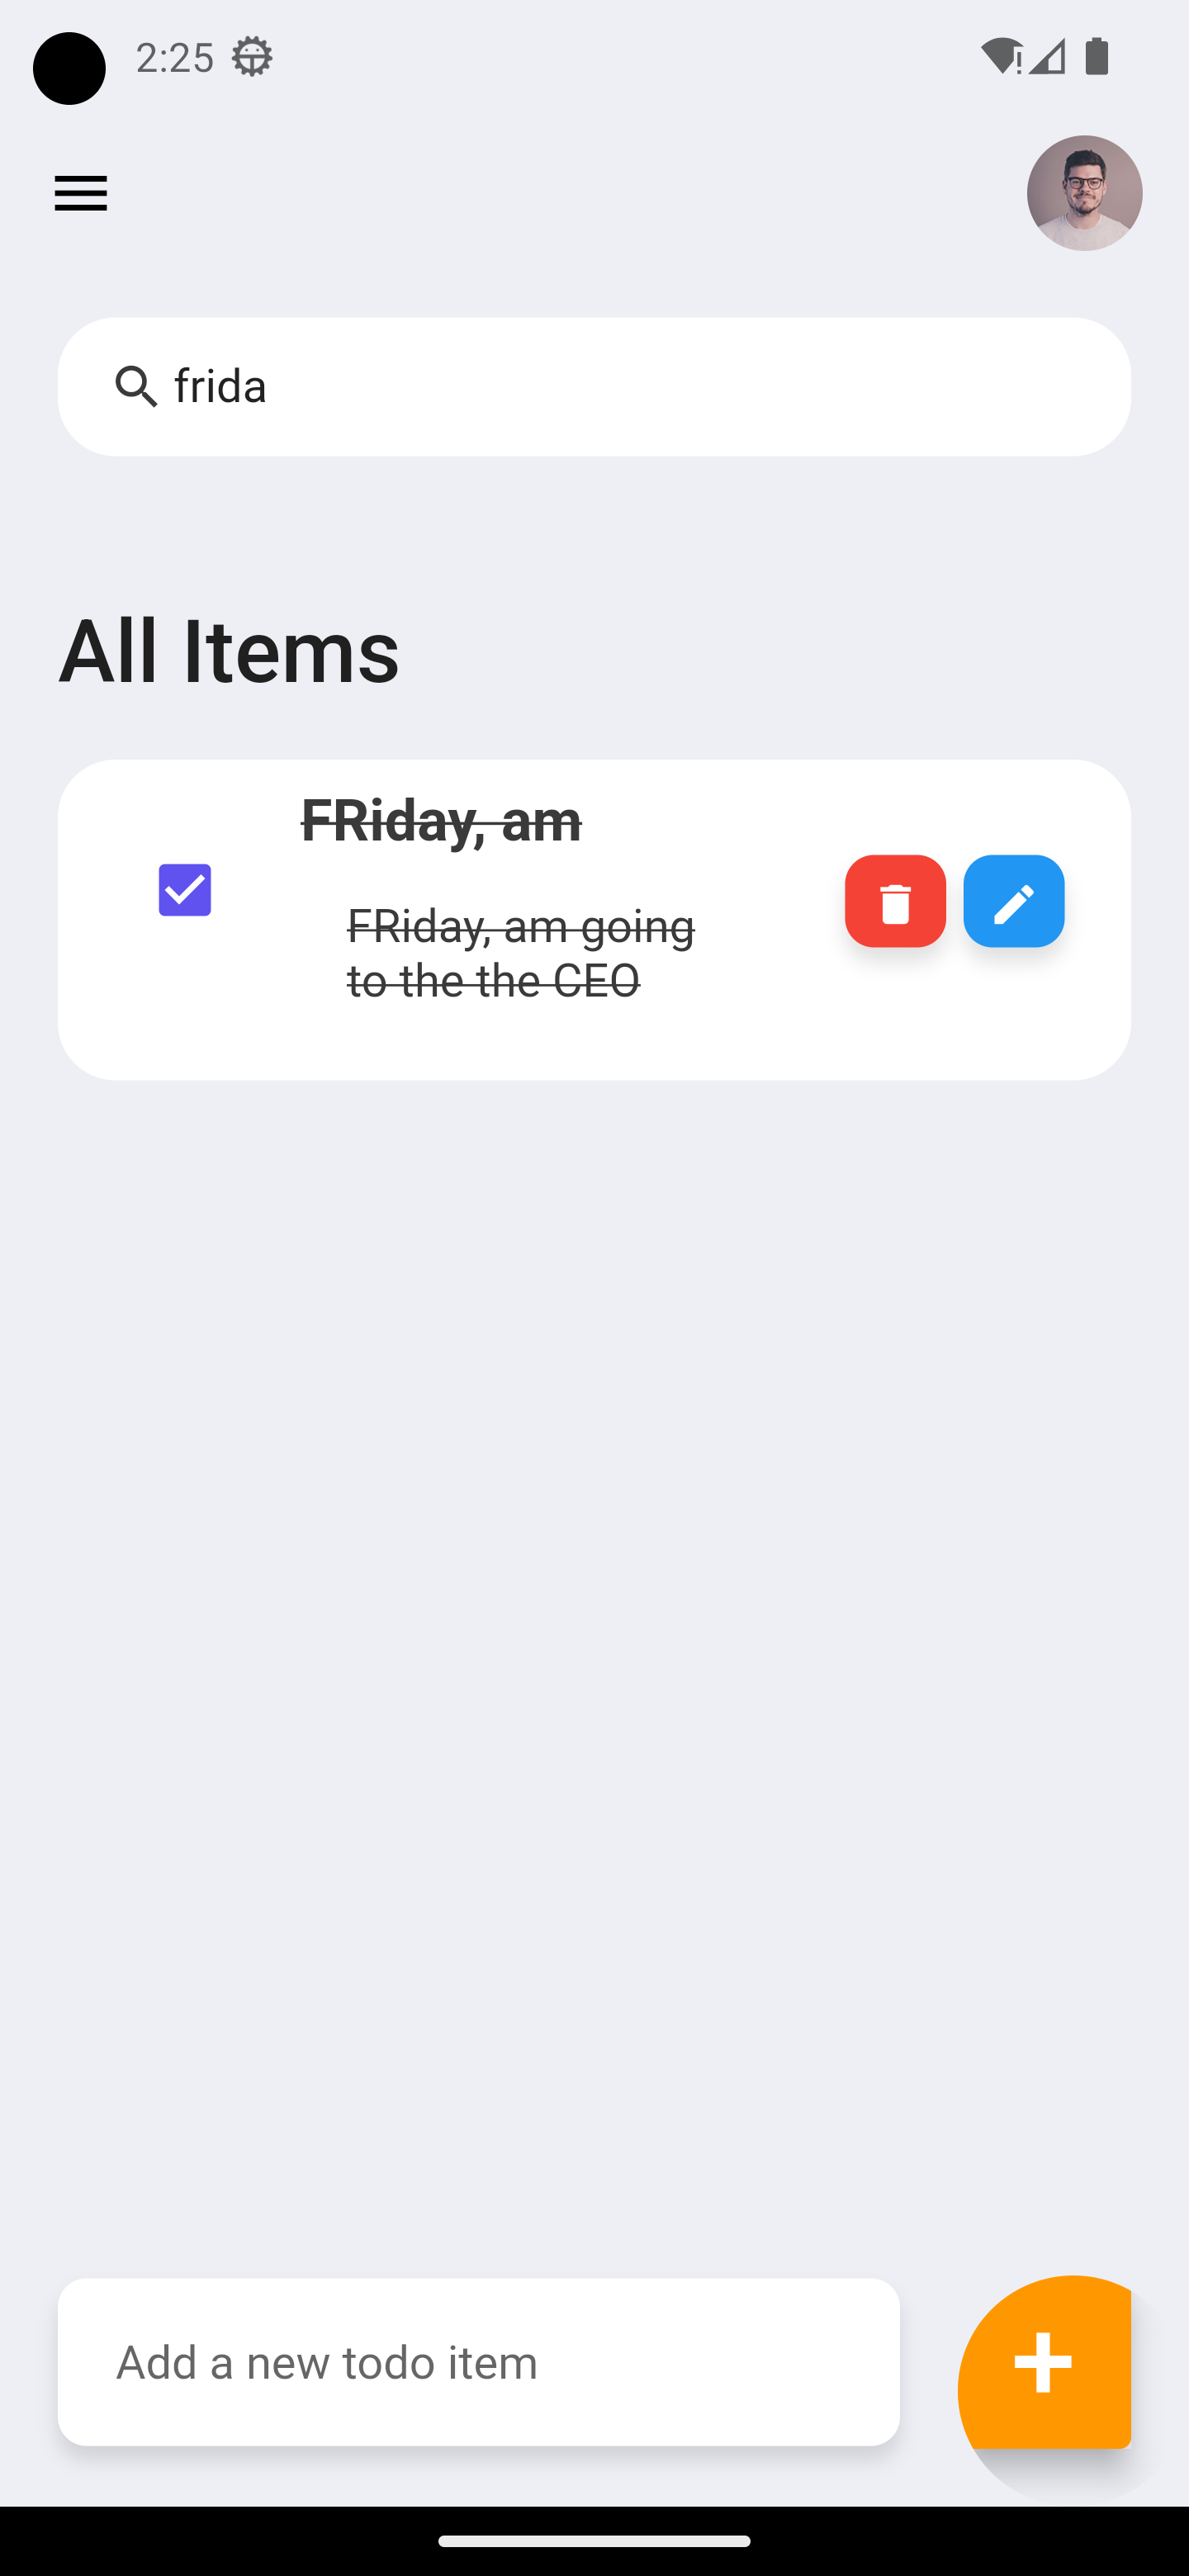 2:25
frida
All Items
FRiday, am
FRiday, am going
to the the CEO
Add a new todo item